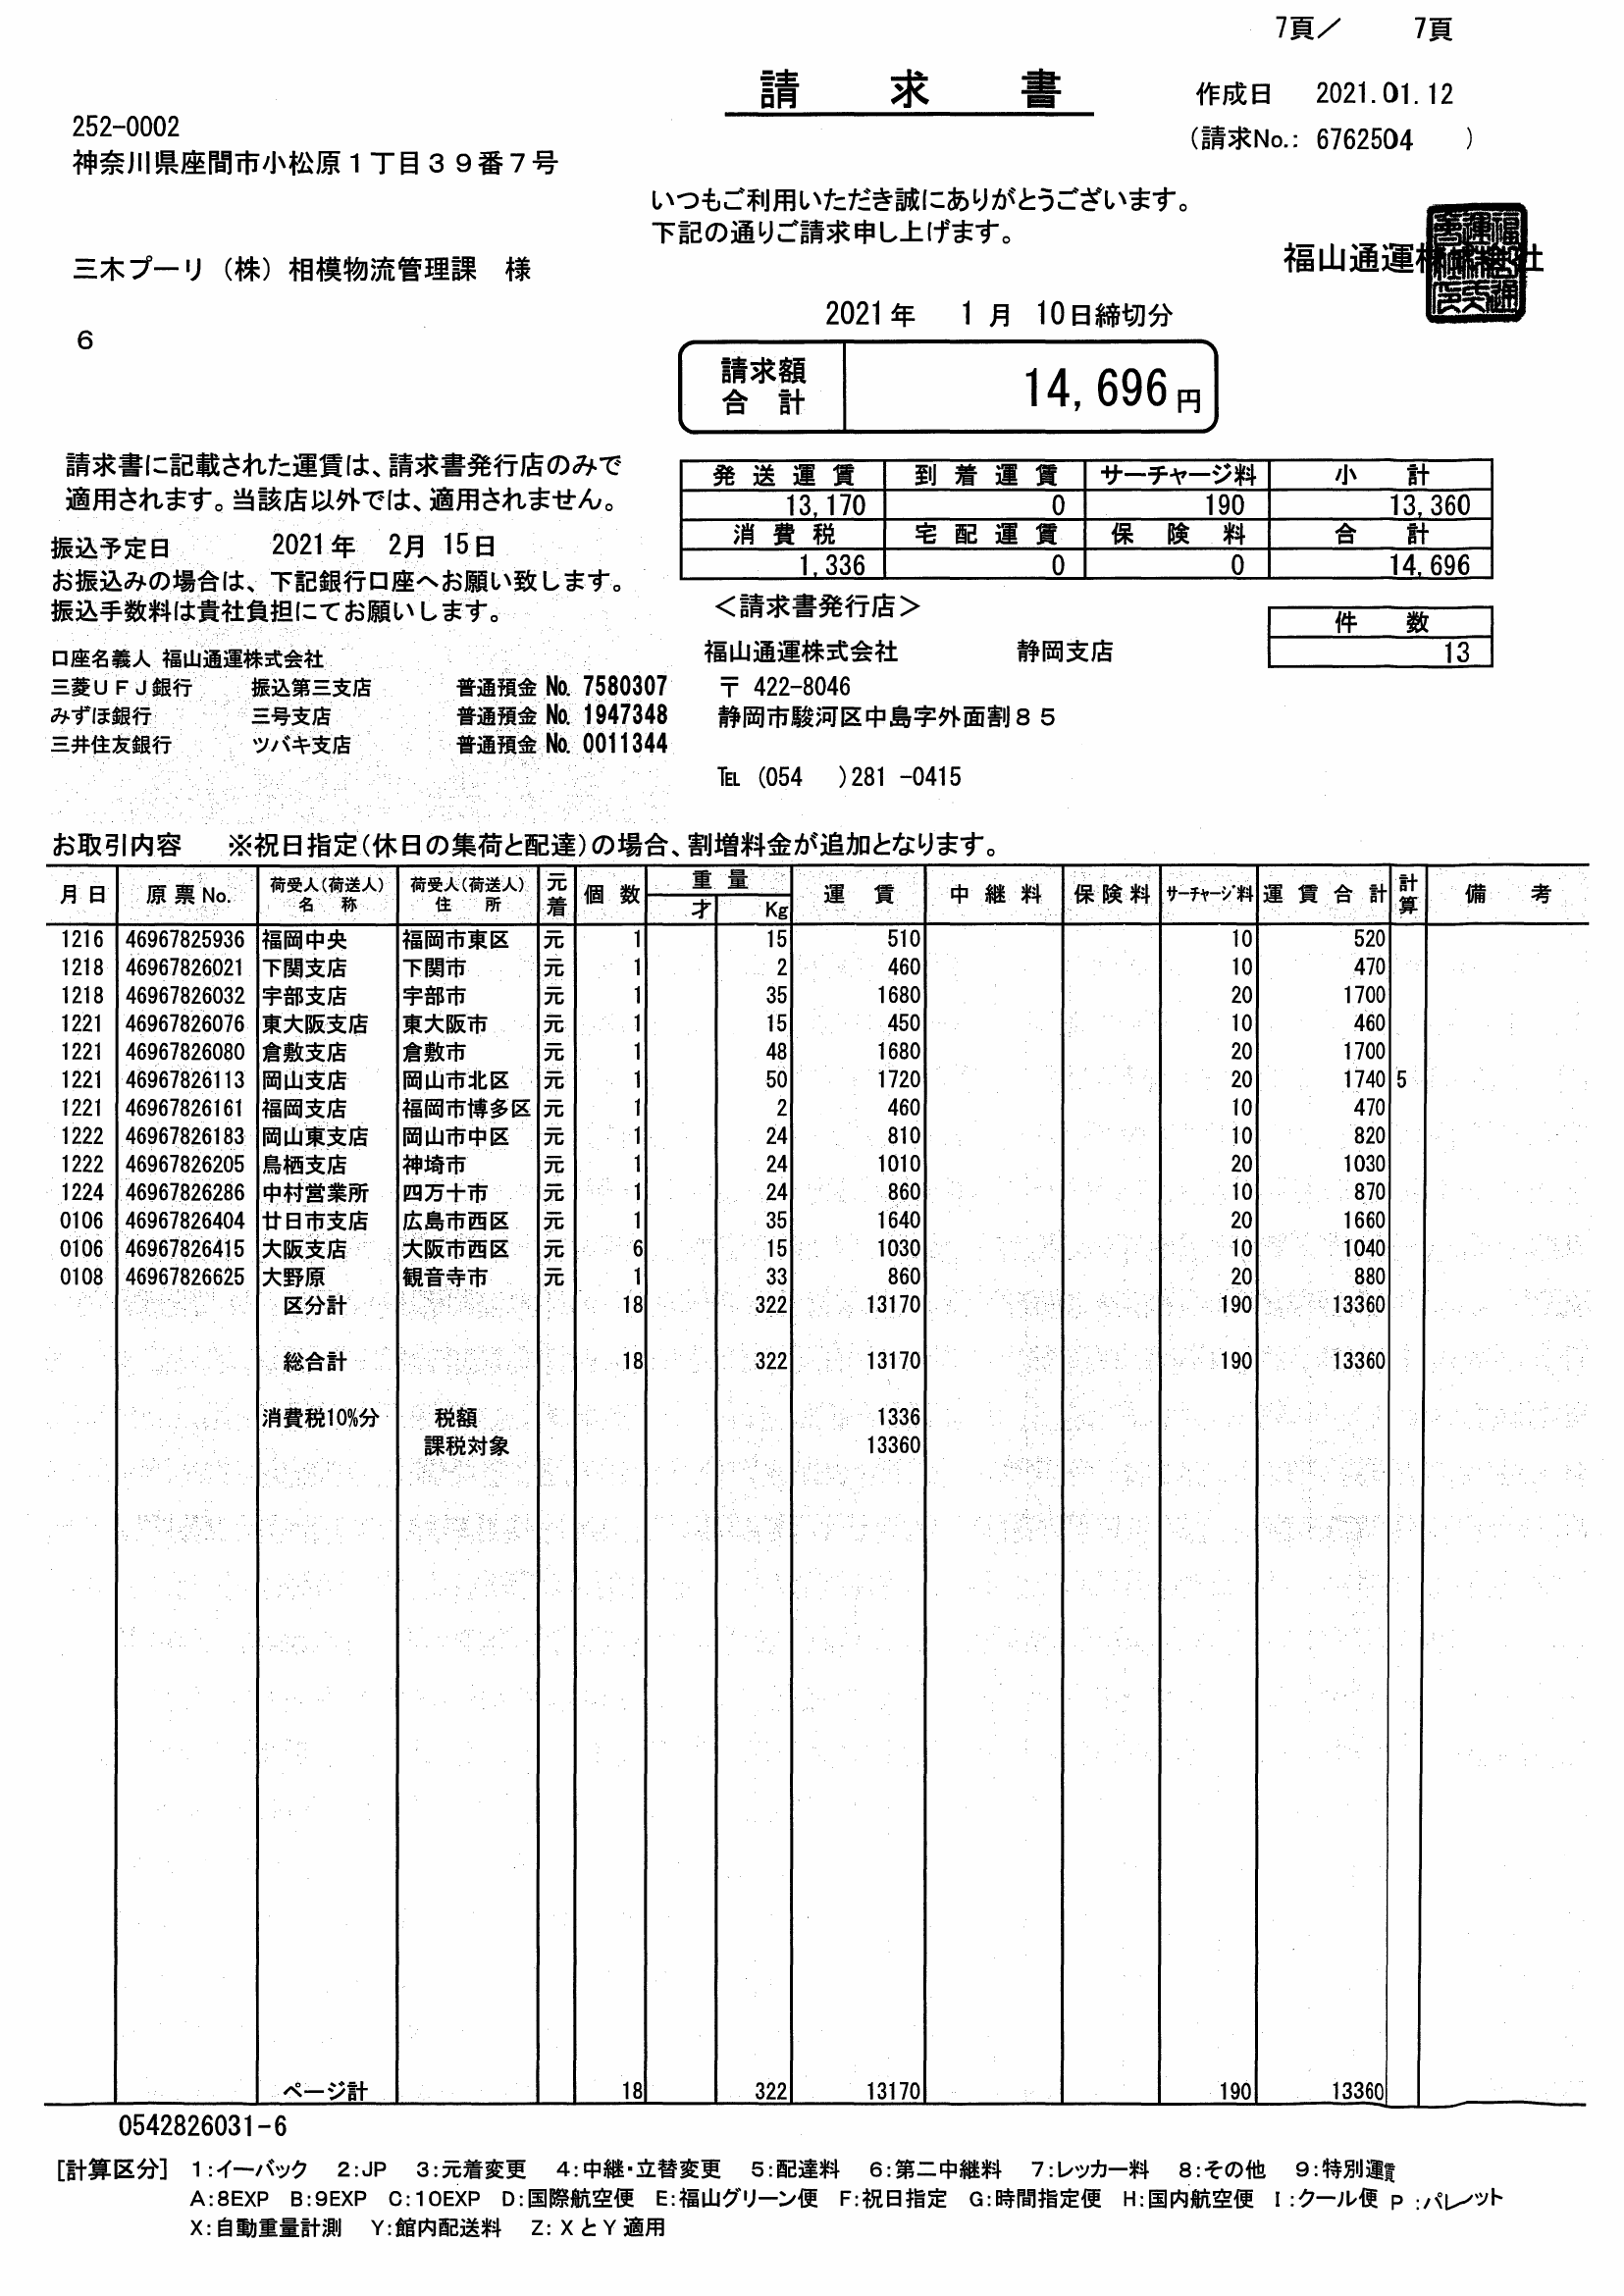 7頁／ 7頁
請求書
作成日 2021.01.12
（請求No.: 6762504 ）
252-0002
神奈川県座間市小松原１丁目３９番７号
いつもご利用いただき誠にありがとうございます。
下記の通りご請求申し上げます。
三木プーリ（株）相模物流管理課 様
福山通運株式会社
2021年 1月 10日締切分
6
請求額合計 14,696円
請求書に記載された運賃は、請求書発行店のみで
適用されます。当該店以外では、適用されません。
発送運賃 到着運賃 サーチャージ料 小計
13,170 0 190 13,360
消費税 宅配運賃 保険料 合計
1,336 0 0 14,696
振込予定日 2021年 2月 15日
お振込みの場合は、下記銀行口座へお願い致します。
振込手数料は貴社負担にてお願いします。
＜請求書発行店＞
件数
13
福山通運株式会社 静岡支店
〒 422-8046
静岡市駿河区中島字外面割８５
℡ (054 )281 -0415
口座名義人 福山通運株式会社
三菱ＵＦＪ銀行 振込第三支店 普通預金 No. 7580307
みずほ銀行 三号支店 普通預金 No. 1947348
三井住友銀行 ツバキ支店 普通預金 No. 0011344
お取引内容 ※祝日指定（休日の集荷と配達）の場合、割増料金が追加となります。
月日 原票No. 荷受人(荷送人)名称 荷受人(荷送人)住所 元着 個数 重量 才 Kg 運賃 中継料 保険料 サーチャージ料 運賃合計 計算 備考
1216 46967825936 福岡中央 福岡市東区 元 1 15 510 10 520
1218 46967826021 下関支店 下関市 元 1 2 460 10 470
1218 46967826032 宇部支店 宇部市 元 1 35 1680 20 1700
1221 46967826076 東大阪支店 東大阪市 元 1 15 450 10 460
1221 46967826080 倉敷支店 倉敷市 元 1 48 1680 20 1700
1221 46967826113 岡山支店 岡山市北区 元 1 50 1720 20 1740 5
1221 46967826161 福岡支店 福岡市博多区 元 1 2 460 10 470
1222 46967826183 岡山東支店 岡山市中区 元 1 24 810 10 820
1222 46967826205 鳥栖支店 神埼市 元 1 24 1010 20 1030
1224 46967826286 中村営業所 四万十市 元 1 24 860 10 870
0106 46967826404 廿日市支店 広島市西区 元 1 35 1640 20 1660
0106 46967826415 大阪支店 大阪市西区 元 6 15 1030 10 1040
0108 46967826625 大野原 観音寺市 元 1 33 860 20 880
区分計 18 322 13170 190 13360
総合計 18 322 13170 190 13360
消費税10%分 税額 1336
課税対象 13360
ページ計 18 322 13170 190 13360
0542826031-6
[計算区分] 1:イーパック 2:JP 3:元着変更 4:中継・立替変更 5:配達料 6:第二中継料 7:レッカー料 8:その他 9:特別運賃
A:8EXP B:9EXP C:10EXP D:国際航空便 E:福山グリーン便 F:祝日指定 G:時間指定便 H:国内航空便 I:クール便 P:パレット
X:自動重量計測 Y:館内配送料 Z:XとY適用